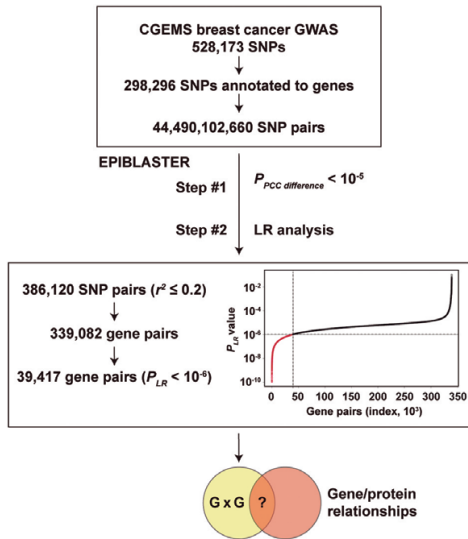 CGEMS breast cancer GWAS
528,173 SNPs
298,296 SNPs annotated to genes
44,490,102,660 SNP pairs
EPIBLASTER
Step #1
P PCC difference < 10-5
Step #2
LR analysis
386,120 SNP pairs (r2 ≤ 0.2)
339,082 gene pairs
39,417 gene pairs (PLR < 10-6)
PLR value
10-2
10-4
10-6
10-8
10-10
0 50 100 150 200 250 300 350
Gene pairs (index, 103)
G x G
?
Gene/protein
relationships